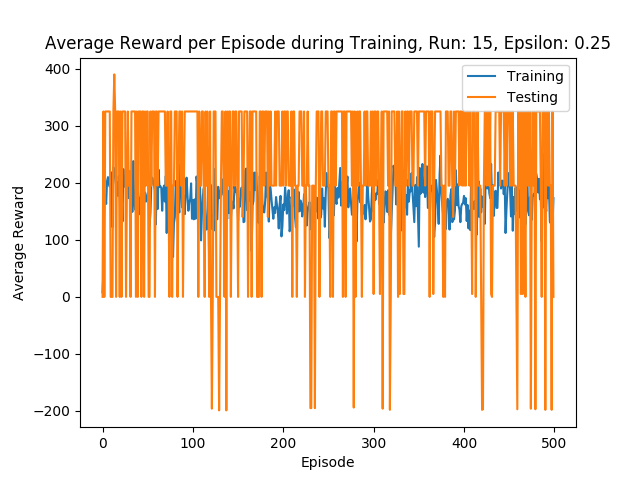 Average Reward per Episode during Training, Run: 15, Epsilon: 0.25
Training
Testing
Average Reward
400
300
200
100
0
−100
−200
0
100
200
300
400
500
Episode